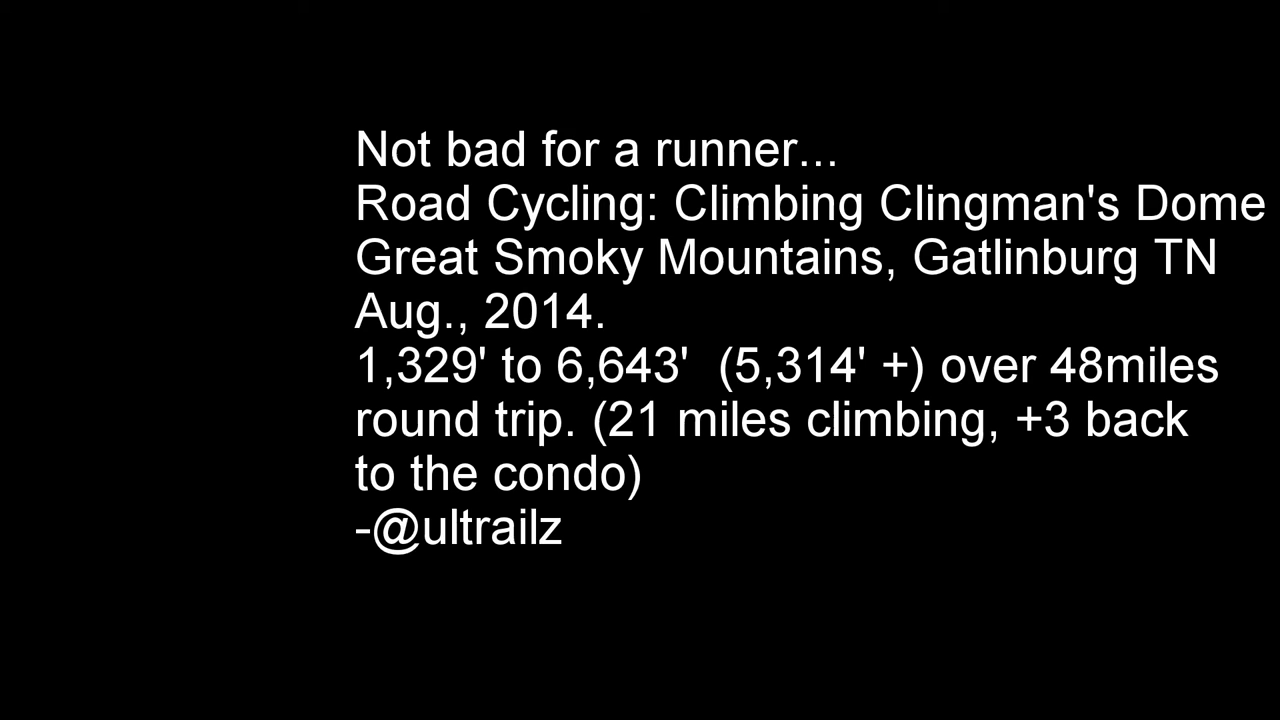 Not bad for a runner...
Road Cycling: Climbing Clingman's Dome
Great Smoky Mountains, Gatlinburg TN
Aug., 2014.
1,329' to 6,643'  (5,314' +) over 48miles
round trip. (21 miles climbing, +3 back
to the condo)
-@ultrailz